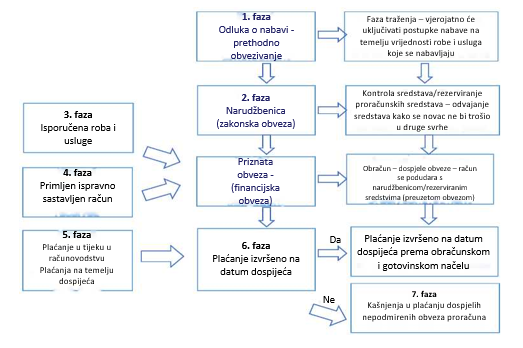 1. faza
Odluka o nabavi -
prethodno
obvezivanje
Faza traženja – vjerojatno će
uključivati postupke nabave na
temelju vrijednosti robe i usluga
koje se nabavljaju
2. faza
Narudžbenica
(zakonska obveza)
Kontrola sredstava/rezerviranje
proračunskih sredstava – odvajanje
sredstava kako se novac ne bi trošio
u druge svrhe
3. faza
Isporučena roba i
usluge
4. faza
Primljen ispravno
sastavljen račun
Priznata
obveza -
(financijska
obveza)
Obračun – dospjele obveze – račun
se podudara s
narudžbenicom/rezerviranim
sredstvima (preuzetom obvezom)
5. faza
Plaćanje u tijeku u
računovodstvu
Plaćanja na temelju
dospijeća
6. faza
Plaćanje izvršeno na
datum dospijeća
Da
Plaćanje izvršeno na datum
dospijeća prema obračunskom
i gotovinskom načelu
Ne
7. faza
Kašnjenja u plaćanju dospjelih
nepodmirenih obveza proračuna